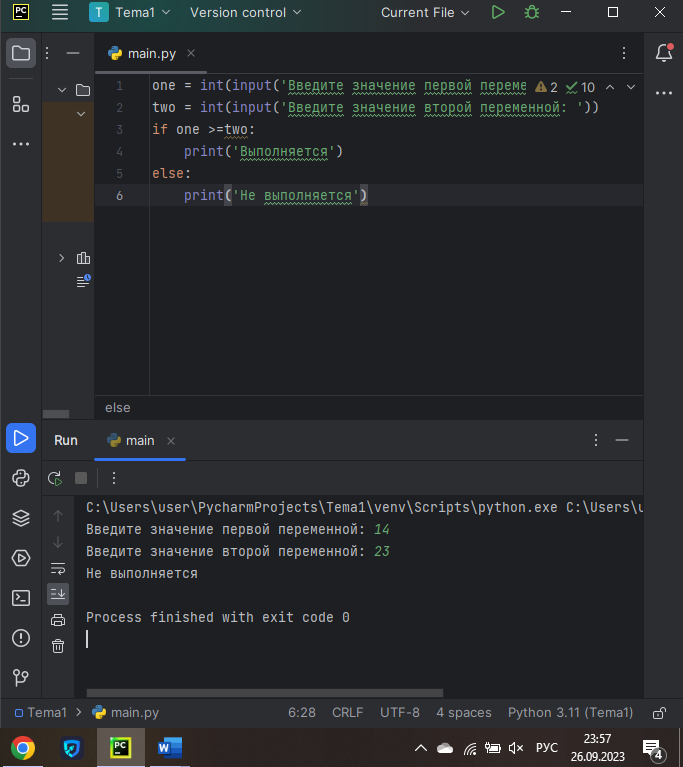 PC
T Tema1 Version control Current File
main.py
1 one = int(input('Введите значение первой переме 2 10
2 two = int(input('Введите значение второй переменной: '))
3 if one >=two:
4 print('Выполняется')
5 else:
6 print('Не выполняется')
else
Run main
C:\Users\user\PycharmProjects\Tema1\venv\Scripts\python.exe C:\Users\u
Введите значение первой переменной: 14
Введите значение второй переменной: 23
Не выполняется
Process finished with exit code 0
Tema1 > main.py 6:28 CRLF UTF-8 4 spaces Python 3.11 (Tema1)
PC W РУС 23:57
26.09.2023 4